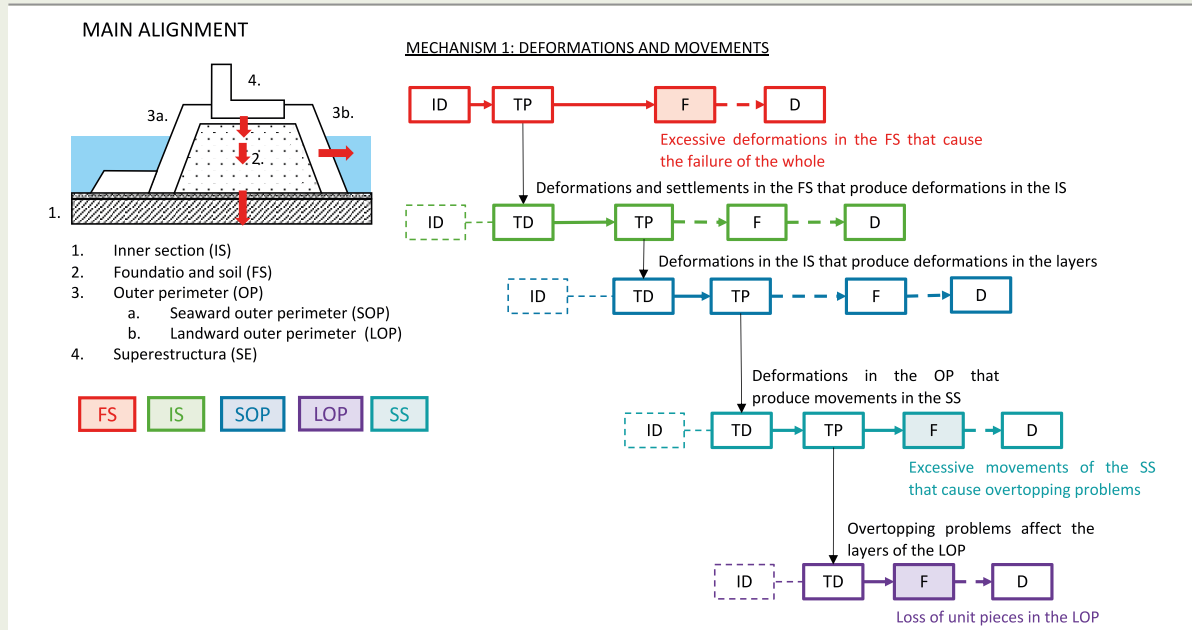 MAIN ALIGNMENT
4.
3a.
3b.
2.
1.
1. Inner section (IS)
2. Foundatio and soil (FS)
3. Outer perimeter (OP)
a. Seaward outer perimeter (SOP)
b. Landward outer perimeter (LOP)
4. Superestructura (SE)
FS IS SOP LOP SS
MECHANISM 1: DEFORMATIONS AND MOVEMENTS
ID TP F D
Excessive deformations in the FS that cause
the failure of the whole
Deformations and settlements in the FS that produce deformations in the IS
ID TD TP F D
Deformations in the IS that produce deformations in the layers
ID TD TP F D
Deformations in the OP that
produce movements in the SS
ID TD TP F D
Excessive movements of the SS
that cause overtopping problems
Overtopping problems affect the
layers of the LOP
ID TD F D
Loss of unit pieces in the LOP